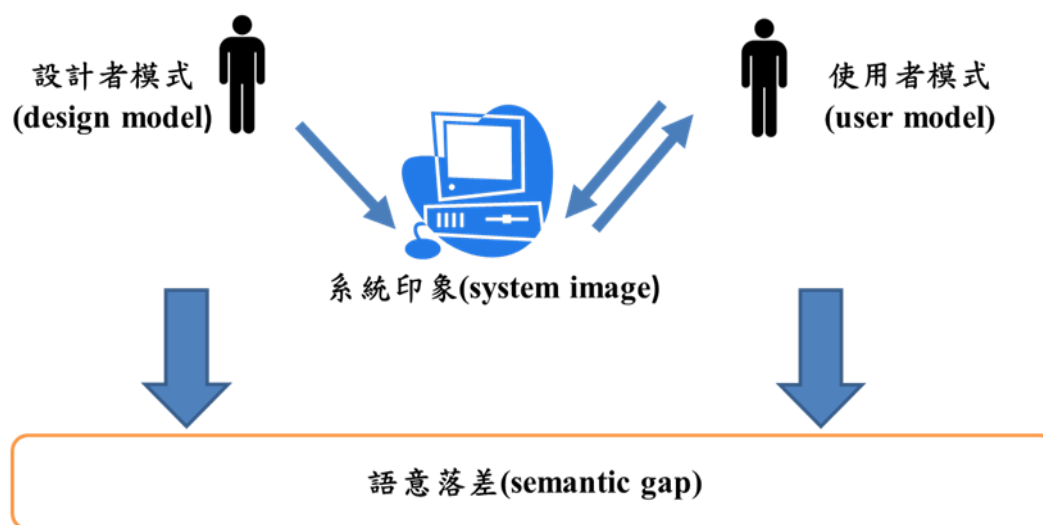 設計者模式
(design model)
使用者模式
(user model)
系統印象(system image)
語意落差(semantic gap)